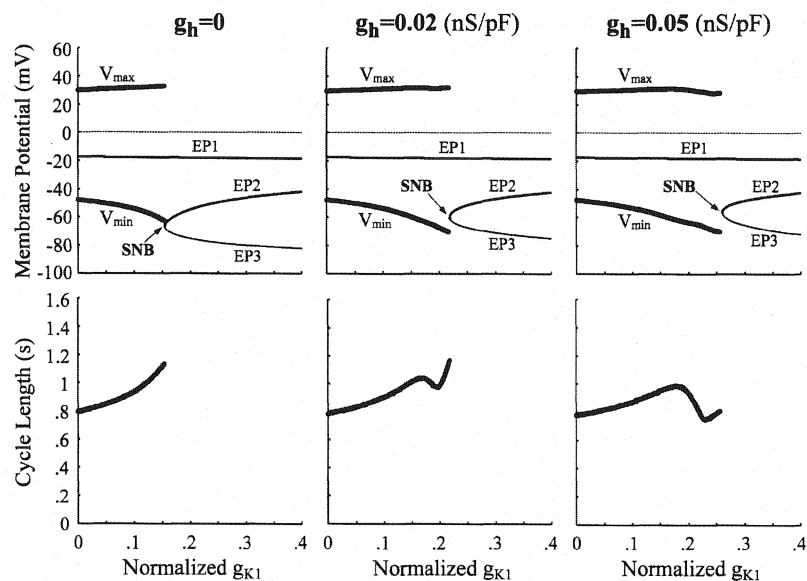 gh=0
gh=0.02 (nS/pF)
gh=0.05 (nS/pF)
Membrane Potential (mV)
60
40
20
0
-20
-40
-60
-80
-100
Vmax
EP1
EP2
Vmin
SNB
EP3
Vmax
EP1
SNB
EP2
Vmin
EP3
Vmax
EP1
SNB
EP2
Vmin
EP3
Cycle Length (s)
1.6
1.4
1.2
1
.8
.6
.4
.2
0
0 .1 .2 .3 .4
0 .1 .2 .3 .4
0 .1 .2 .3 .4
Normalized gK1
Normalized gK1
Normalized gK1